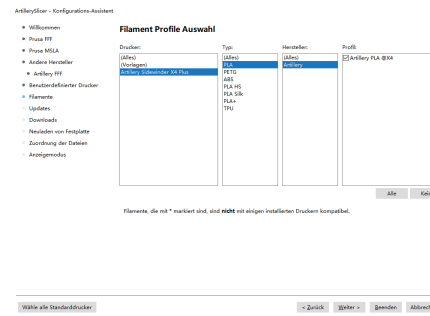 ArtillerySlicer - Konfigurations-Assistent
Willkommen
Prusa FFF
Prusa MSLA
Andere Hersteller
Artillery FFF
Benutzerdefinierter Drucker
Filamente
Updates
Downloads
Neuladen von Festplatte
Zuordnung der Dateien
Anzeigemodus
Filament Profile Auswahl
Drucker:
(Alles)
(Vorlagen)
Artillery Sidewinder X4 Plus
Typ:
(Alles)
PLA
PETG
ABS
PLA HS
PLA Silk
PLA+
TPU
Hersteller:
(Alles)
Artillery
Profil:
Artillery PLA @X4
Alle
Kein
Filamente, die mit * markiert sind, sind nicht mit einigen installierten Druckern kompatibel.
Wähle alle Standarddrucker
< Zurück
Weiter >
Beenden
Abbrech